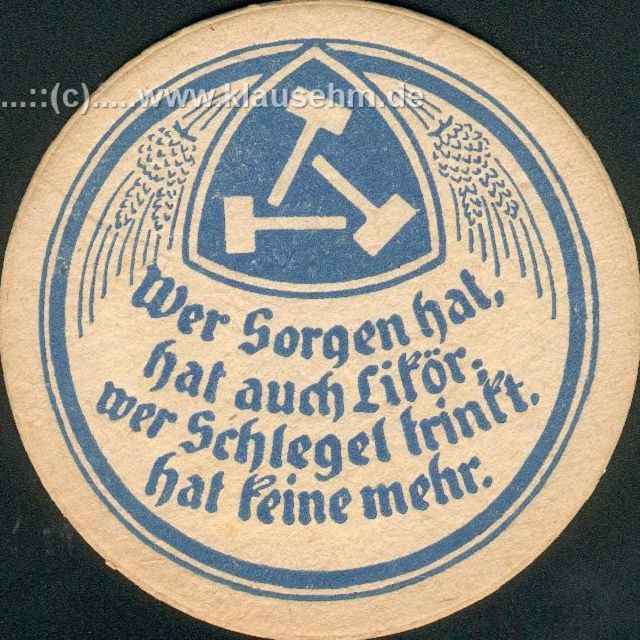 ...::(c).....www.klausehm.de
Wer Sorgen hat,
hat auch Likör,
wer Schlegel trinkt,
hat keine mehr.